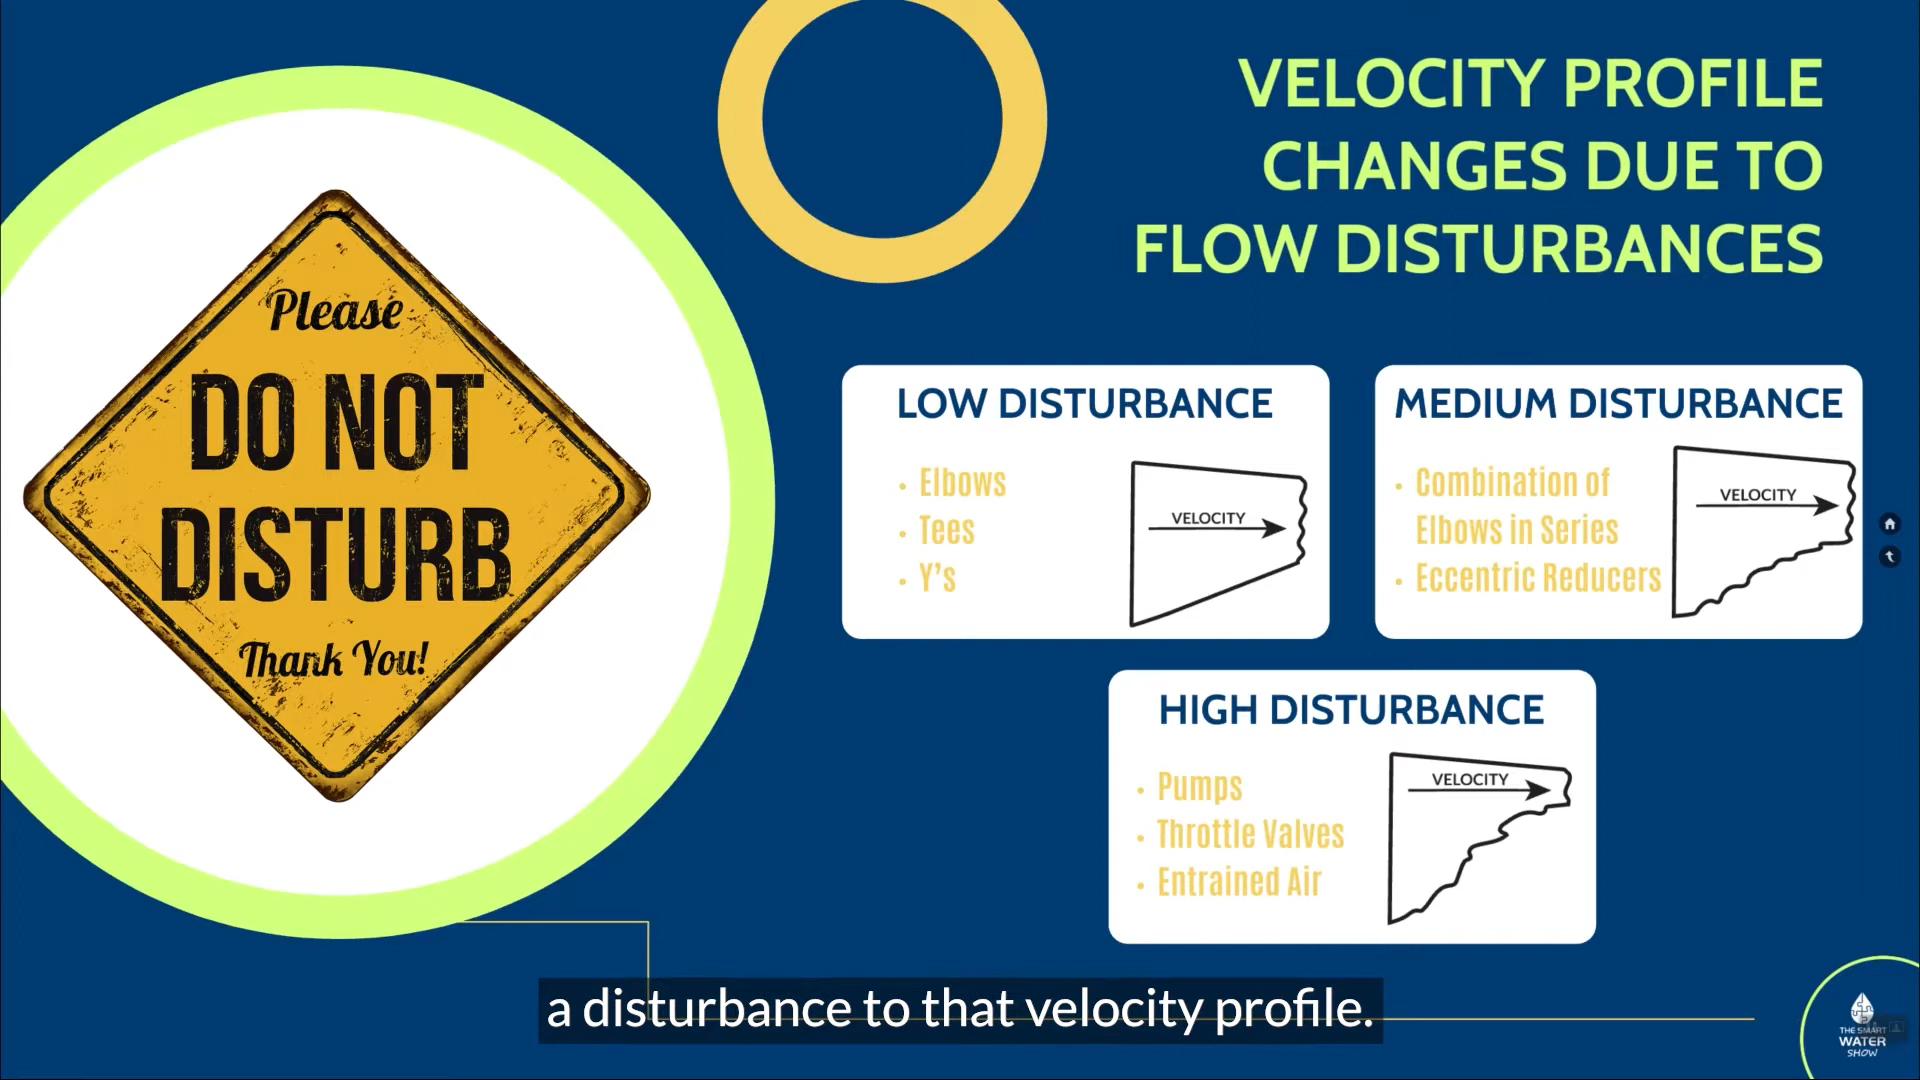 VELOCITY PROFILE
CHANGES DUE TO
FLOW DISTURBANCES
Please
DO NOT
DISTURB
Thank You!
LOW DISTURBANCE
• Elbows
• Tees
• Y's
VELOCITY
MEDIUM DISTURBANCE
• Combination of
Elbows in Series
• Eccentric Reducers
VELOCITY
HIGH DISTURBANCE
• Pumps
• Throttle Valves
• Entrained Air
VELOCITY
a disturbance to that velocity profile.
THE SMART
WATER
SHOW